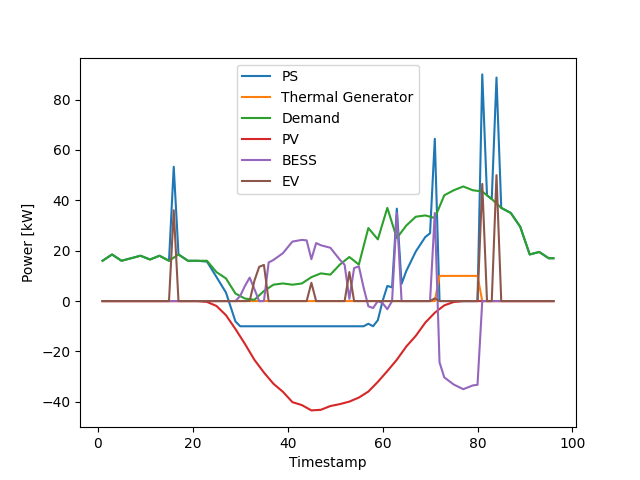 PS
Thermal Generator
Demand
PV
BESS
EV
Power [kW]
80
60
40
20
0
−20
−40
0 20 40 60 80 100
Timestamp